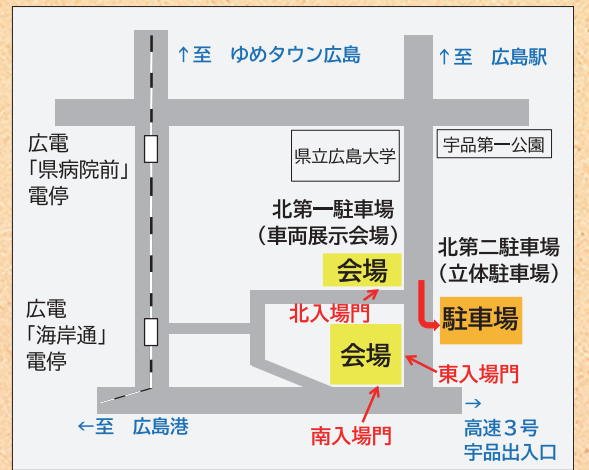 ↑至　ゆめタウン広島
↑至　広島駅
広電
「県病院前」
電停
県立広島大学
宇品第一公園
北第一駐車場
（車両展示会場）
会場
北第二駐車場
（立体駐車場）
駐車場
北入場門
広電
「海岸通」
電停
会場
東入場門
南入場門
←至　広島港
→
高速３号
宇品出入口